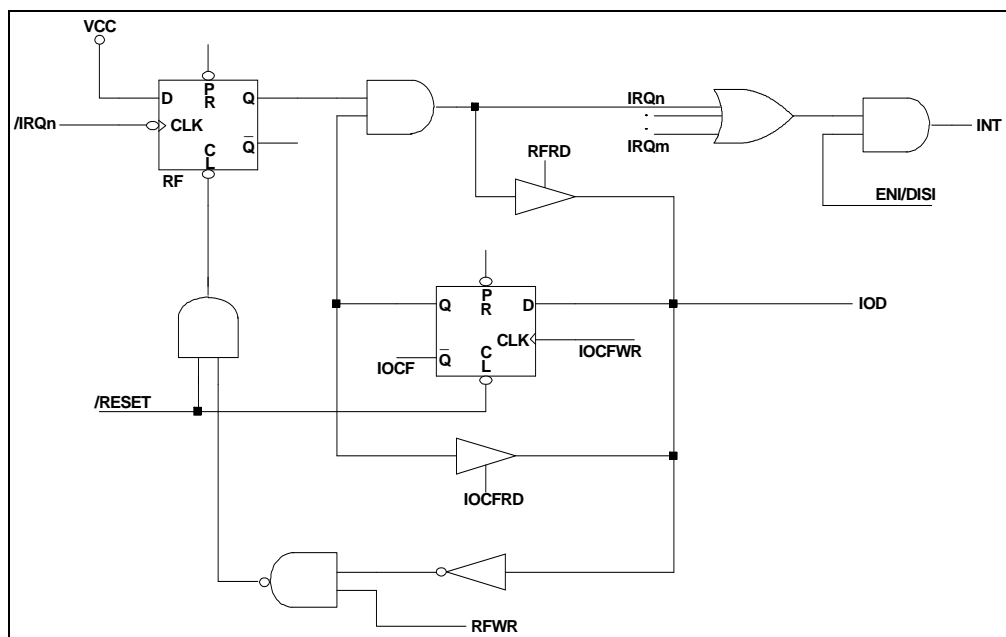 VCC
D
P
R
Q
/IRQn
CLK
C
L
Q
RF
IRQn
IRQm
INT
RFRD
ENI/DISI
Q
P
R
D
IOD
CLK
IOCFWR
IOCF
Q
C
L
/RESET
IOCFRD
RFWR